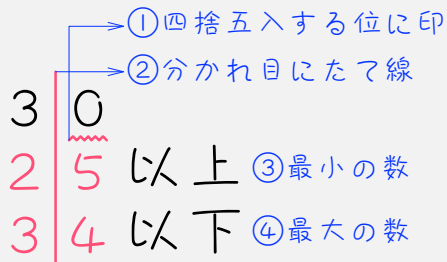 ①四捨五入する位に印
②分かれ目にたて線
3 0
2 5 以上 ③最小の数
3 4 以下 ④最大の数